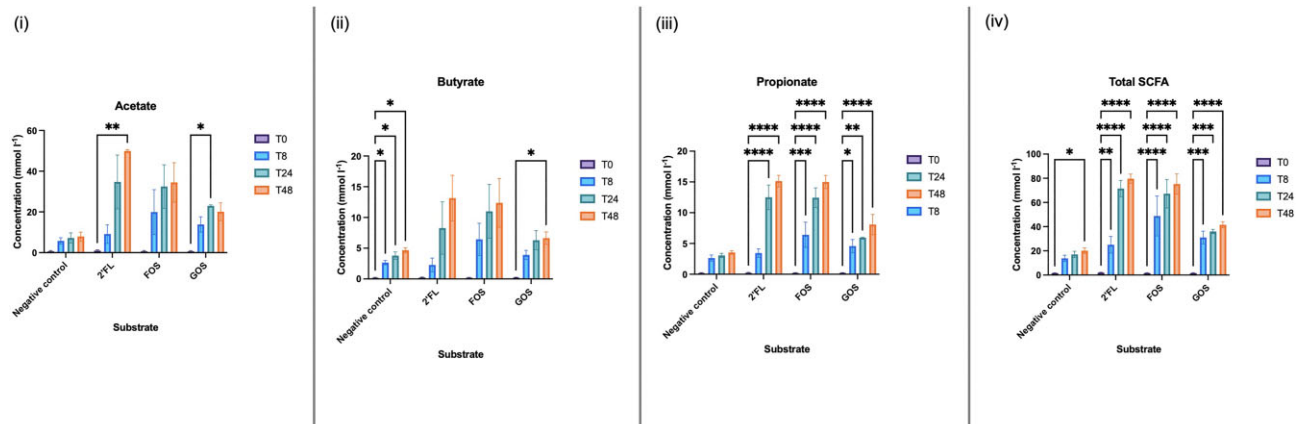 (i)
Acetate
Concentration (mmol l⁻¹)
60
40
20
0
**
*
Negative control
2'FL
FOS
GOS
Substrate
T0
T8
T24
T48
(ii)
Butyrate
Concentration (mmol l⁻¹)
20
15
10
5
0
*
*
*
*
Negative control
2'FL
FOS
GOS
Substrate
T0
T8
T24
T48
(iii)
Propionate
Concentration (mmol l⁻¹)
20
15
10
5
0
****
****
****
****
***
****
**
*
Negative control
2'FL
FOS
GOS
Substrate
T0
T8
T24
T48
T8
(iv)
Total SCFA
Concentration (mmol l⁻¹)
100
80
60
40
20
0
*
****
****
**
****
****
****
****
***
***
Negative control
2'FL
FOS
GOS
Substrate
T0
T8
T24
T48